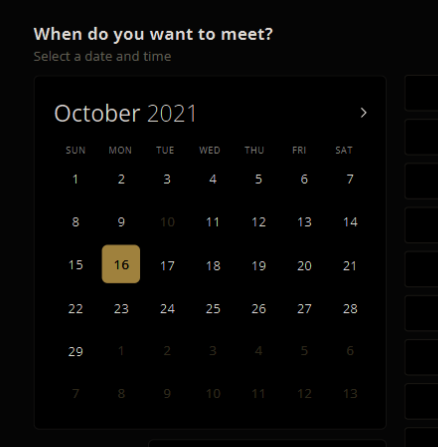 When do you want to meet?
Select a date and time
October 2021 >
SUN MON TUE WED THU FRI SAT
1 2 3 4 5 6 7
8 9 10 11 12 13 14
15 16 17 18 19 20 21
22 23 24 25 26 27 28
29 1 2 3 4 5 6
7 8 9 10 11 12 13